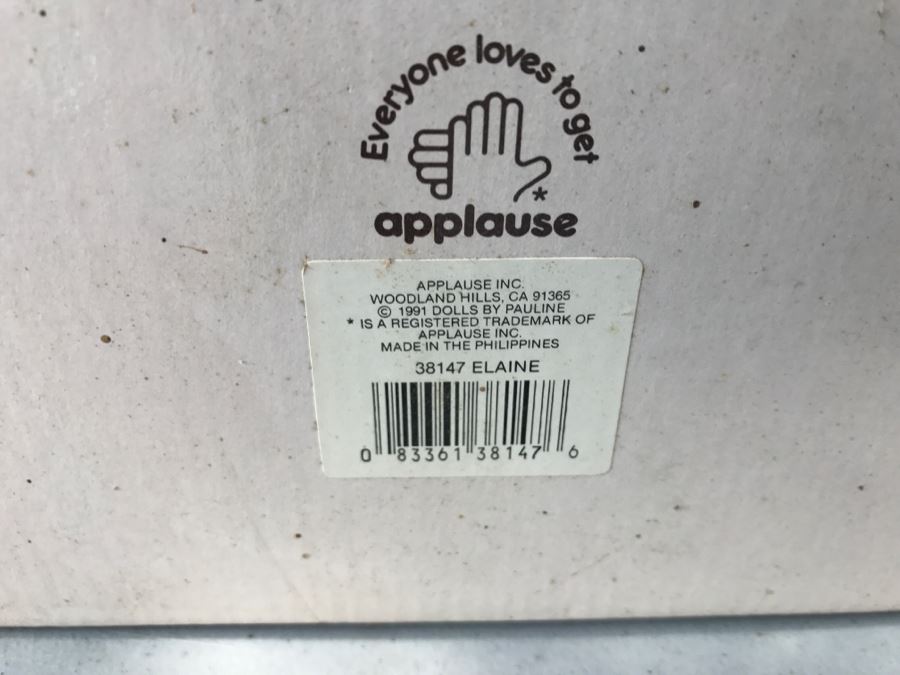 Everyone loves to get
*
applause
APPLAUSE INC.
WOODLAND HILLS, CA 91365
© 1991 DOLLS BY PAULINE
* IS A REGISTERED TRADEMARK OF
APPLAUSE INC.
MADE IN THE PHILIPPINES
38147 ELAINE
0 83361 38147 6